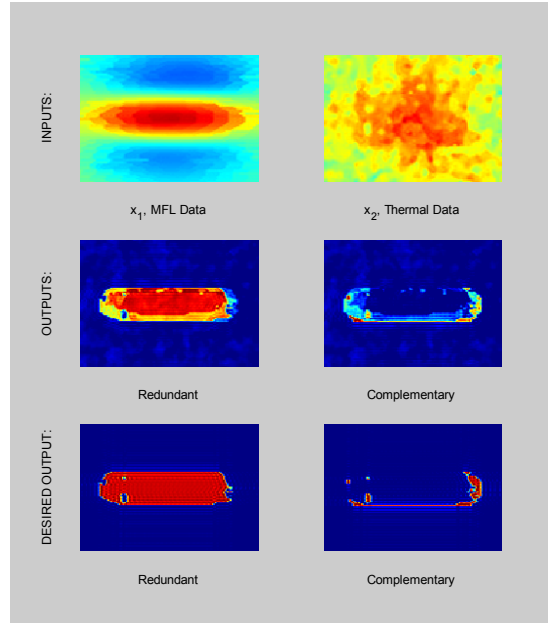 INPUTS:
x1, MFL Data
x2, Thermal Data
OUTPUTS:
Redundant
Complementary
DESIRED OUTPUT:
Redundant
Complementary